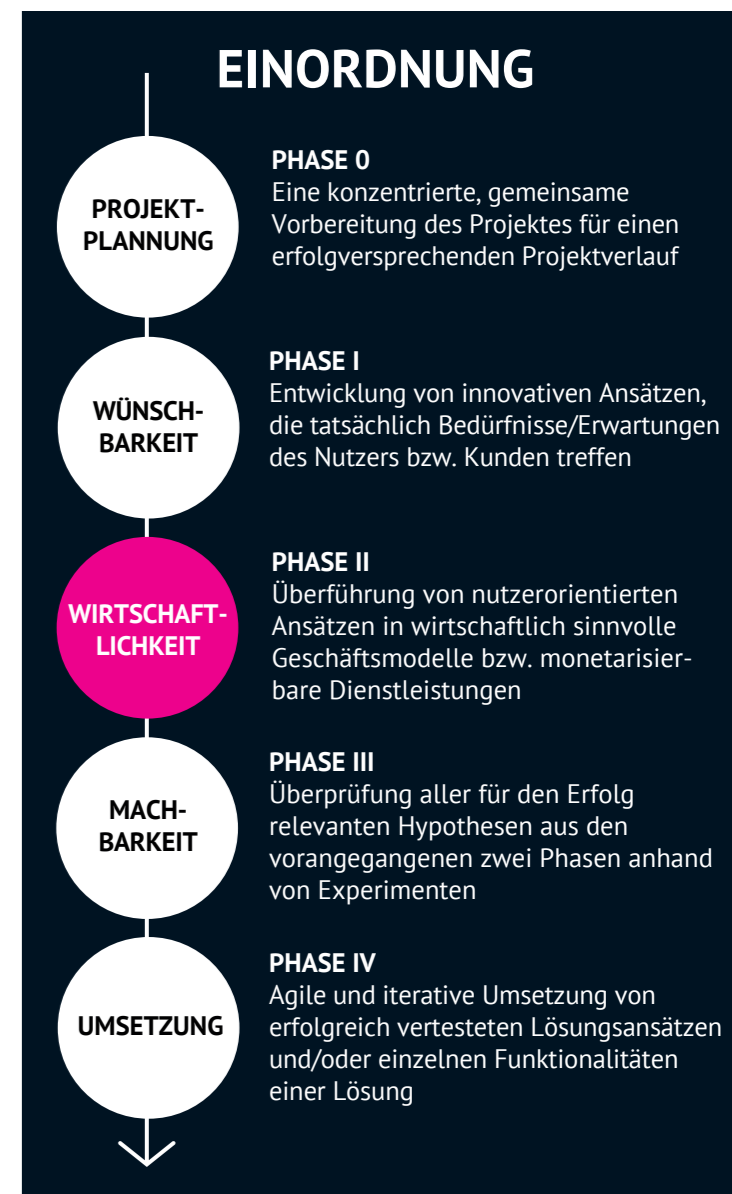 EINORDNUNG
PROJEKT-
PLANNUNG
PHASE 0
Eine konzentrierte, gemeinsame
Vorbereitung des Projektes für einen
erfolgversprechenden Projektverlauf
WÜNSCH-
BARKEIT
PHASE I
Entwicklung von innovativen Ansätzen,
die tatsächlich Bedürfnisse/Erwartungen
des Nutzers bzw. Kunden treffen
WIRTSCHAFT-
LICHKEIT
PHASE II
Überführung von nutzerorientierten
Ansätzen in wirtschaftlich sinnvolle
Geschäftsmodelle bzw. monetarisier-
bare Dienstleistungen
MACH-
BARKEIT
PHASE III
Überprüfung aller für den Erfolg
relevanten Hypothesen aus den
vorangegangenen zwei Phasen anhand
von Experimenten
UMSETZUNG
PHASE IV
Agile und iterative Umsetzung von
erfolgreich vertesteten Lösungsansätzen
und/oder einzelnen Funktionalitäten
einer Lösung